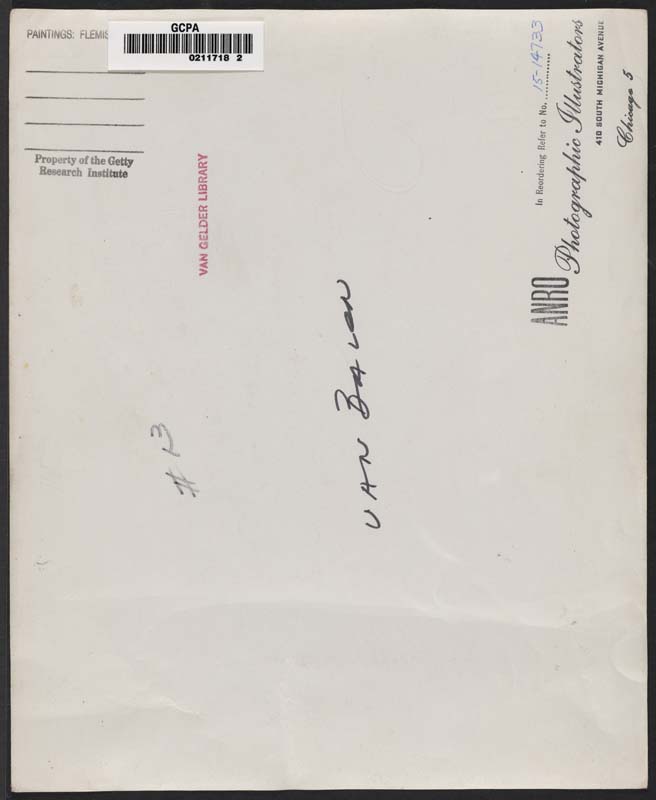 PAINTINGS: FLEMIS
GCPA
0211718 2
Property of the Getty
Research Institute
VAN GELDER LIBRARY
# 13
VAN BALEN
ANRO
Photographic Illustrators
410 SOUTH MICHIGAN AVENUE
Chicago 5
In Reordering Refer to No. 15-14733